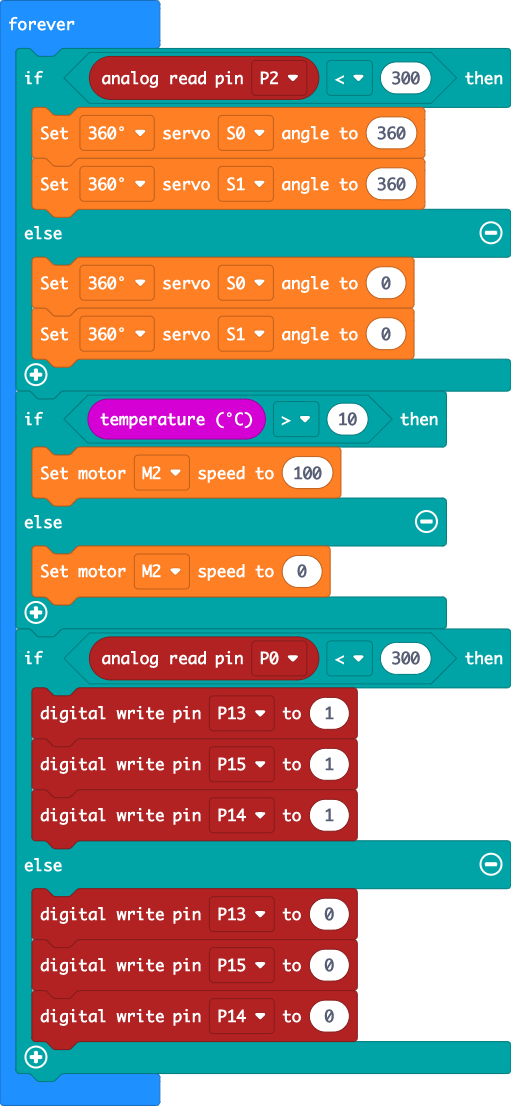 forever
if analog read pin P2 < 300 then
Set 360° servo S0 angle to 360
Set 360° servo S1 angle to 360
else
Set 360° servo S0 angle to 0
Set 360° servo S1 angle to 0
if temperature (°C) > 10 then
Set motor M2 speed to 100
else
Set motor M2 speed to 0
if analog read pin P0 < 300 then
digital write pin P13 to 1
digital write pin P15 to 1
digital write pin P14 to 1
else
digital write pin P13 to 0
digital write pin P15 to 0
digital write pin P14 to 0